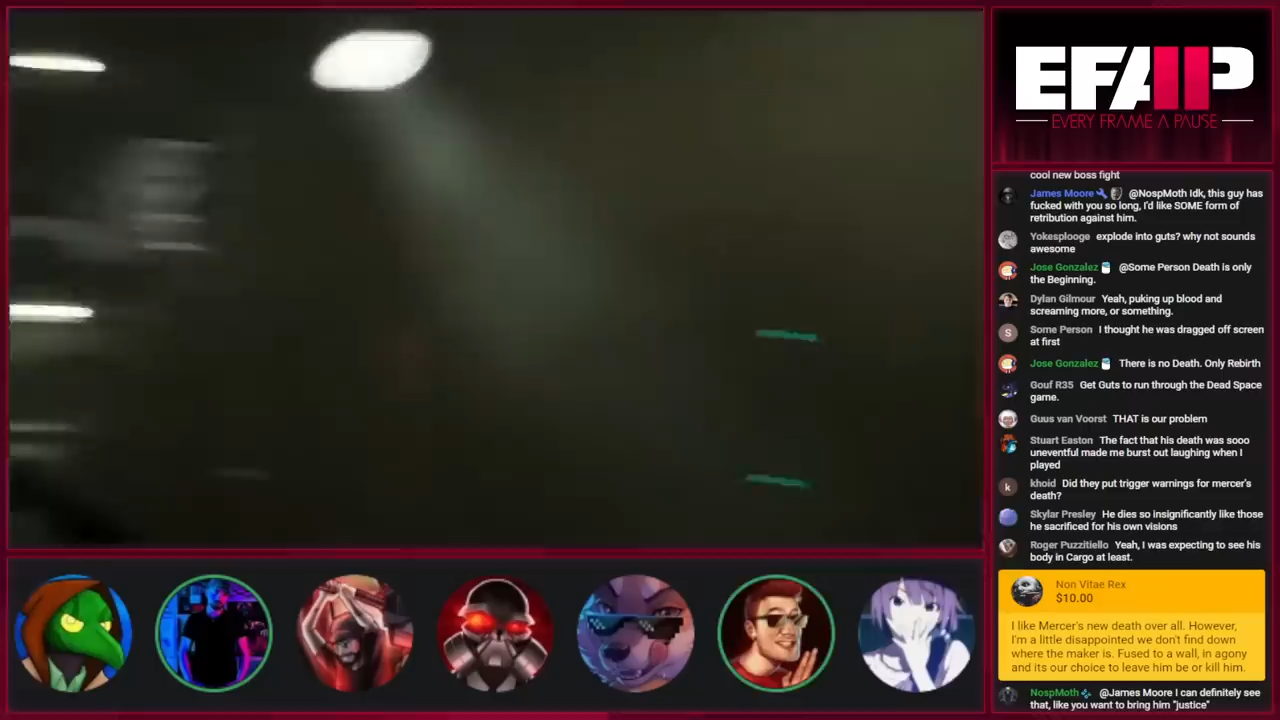 EFAP
EVERY FRAME A PAUSE
cool new boss fight
James Moore @NospMoth Idk, this guy has
fucked with you so long, I'd like SOME form of
retribution against him.
Yokesplooge explode into guts? why not sounds
awesome
Jose Gonzalez @Some Person Death is only
the Beginning.
Dylan Gilmour Yeah, puking up blood and
screaming more, or something.
S
Some Person I thought he was dragged off screen
at first
Jose Gonzalez There is no Death. Only Rebirth
Gouf R35 Get Guts to run through the Dead Space
game.
Guus van Voorst THAT is our problem
Stuart Easton The fact that his death was sooo
uneventful made me burst out laughing when I
played
k
khoid Did they put trigger warnings for mercer's
death?
Skylar Presley He dies so insignificantly like those
he sacrificed for his own visions
Roger Puzzitiello Yeah, I was expecting to see his
body in Cargo at least.
Non Vitae Rex
$10.00
I like Mercer's new death over all. However,
I'm a little disappointed we don't find down
where the maker is. Fused to a wall, in agony
and its our choice to leave him be or kill him.
NospMoth @James Moore I can definitely see
that, like you want to bring him "justice"